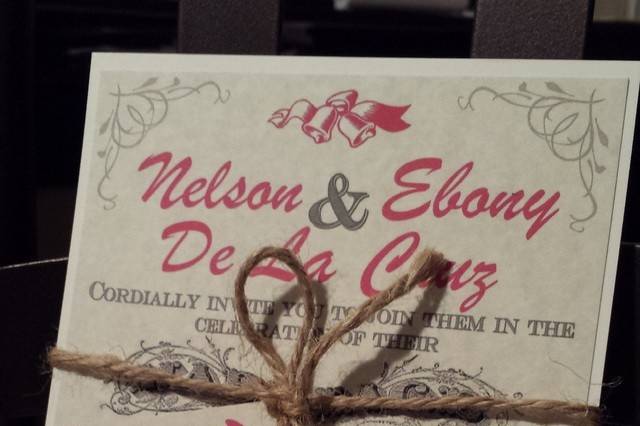 Nelson & Ebony
De La Cruz
CORDIALLY INVITE YOU TO JOIN THEM IN THE
CELEBRATION OF THEIR